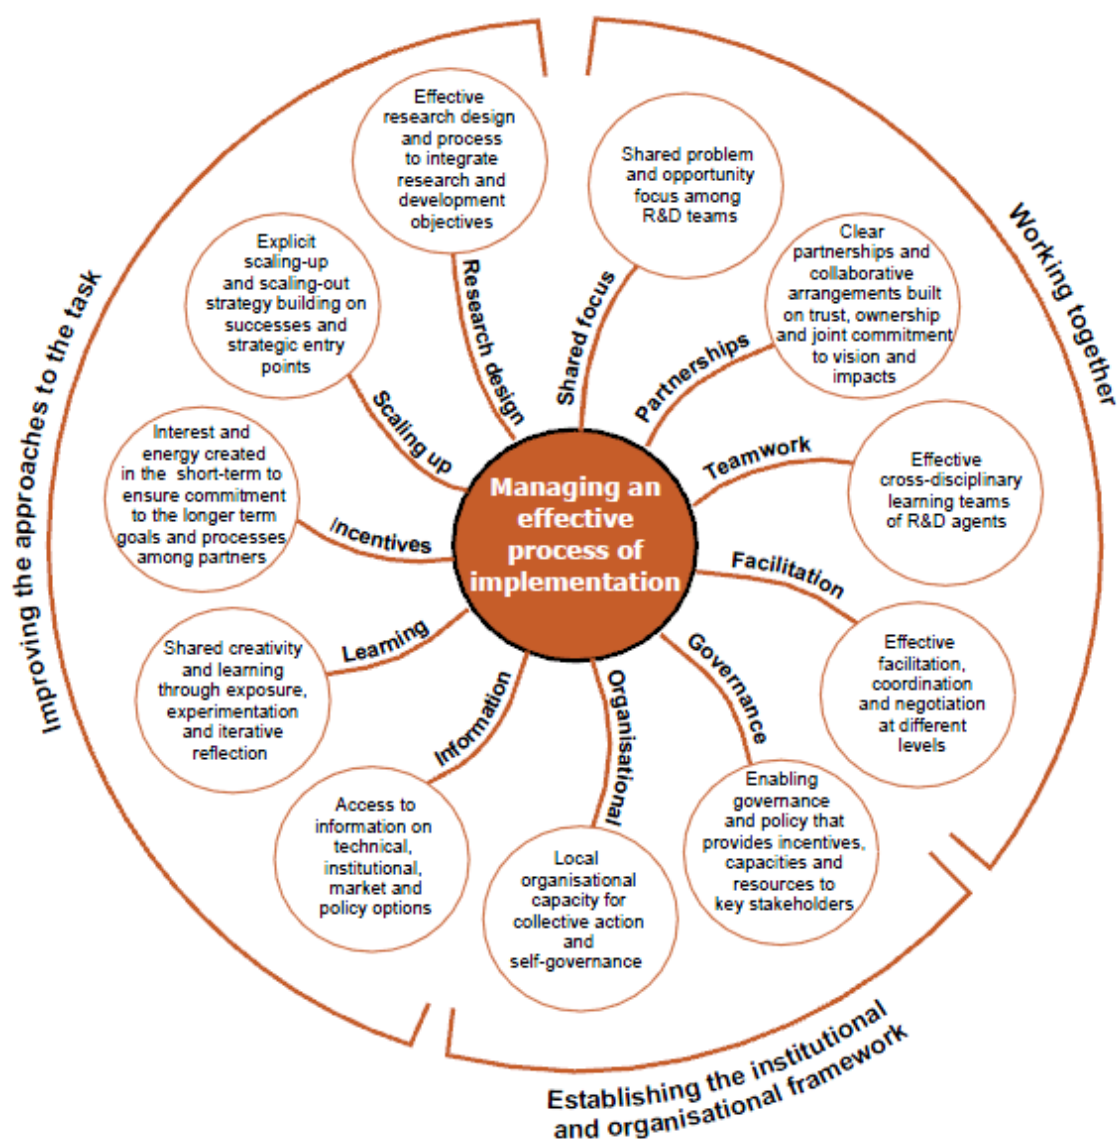 Managing an
effective
process of
implementation
Working together
Shared focus
Shared problem
and opportunity
focus among
R&D teams
Partnerships
Clear
partnerships and
collaborative
arrangements built
on trust, ownership
and joint commitment
to vision and
impacts
Teamwork
Effective
cross-disciplinary
learning teams
of R&D agents
Facilitation
Effective
facilitation,
coordination
and negotiation
at different
levels
Establishing the institutional
and organisational framework
Governance
Enabling
governance
and policy that
provides incentives,
capacities and
resources to
key stakeholders
Organisational
Local
organisational
capacity for
collective action
and
self-governance
Improving the approaches to the task
Information
Access to
information on
technical,
institutional,
market and
policy options
Learning
Shared creativity
and learning
through exposure,
experimentation
and iterative
reflection
Incentives
Interest and
energy created
in the short-term to
ensure commitment
to the longer term
goals and processes
among partners
Scaling up
Explicit
scaling-up
and scaling-out
strategy building on
successes and
strategic entry
points
Research design
Effective
research design
and process
to integrate
research and
development
objectives